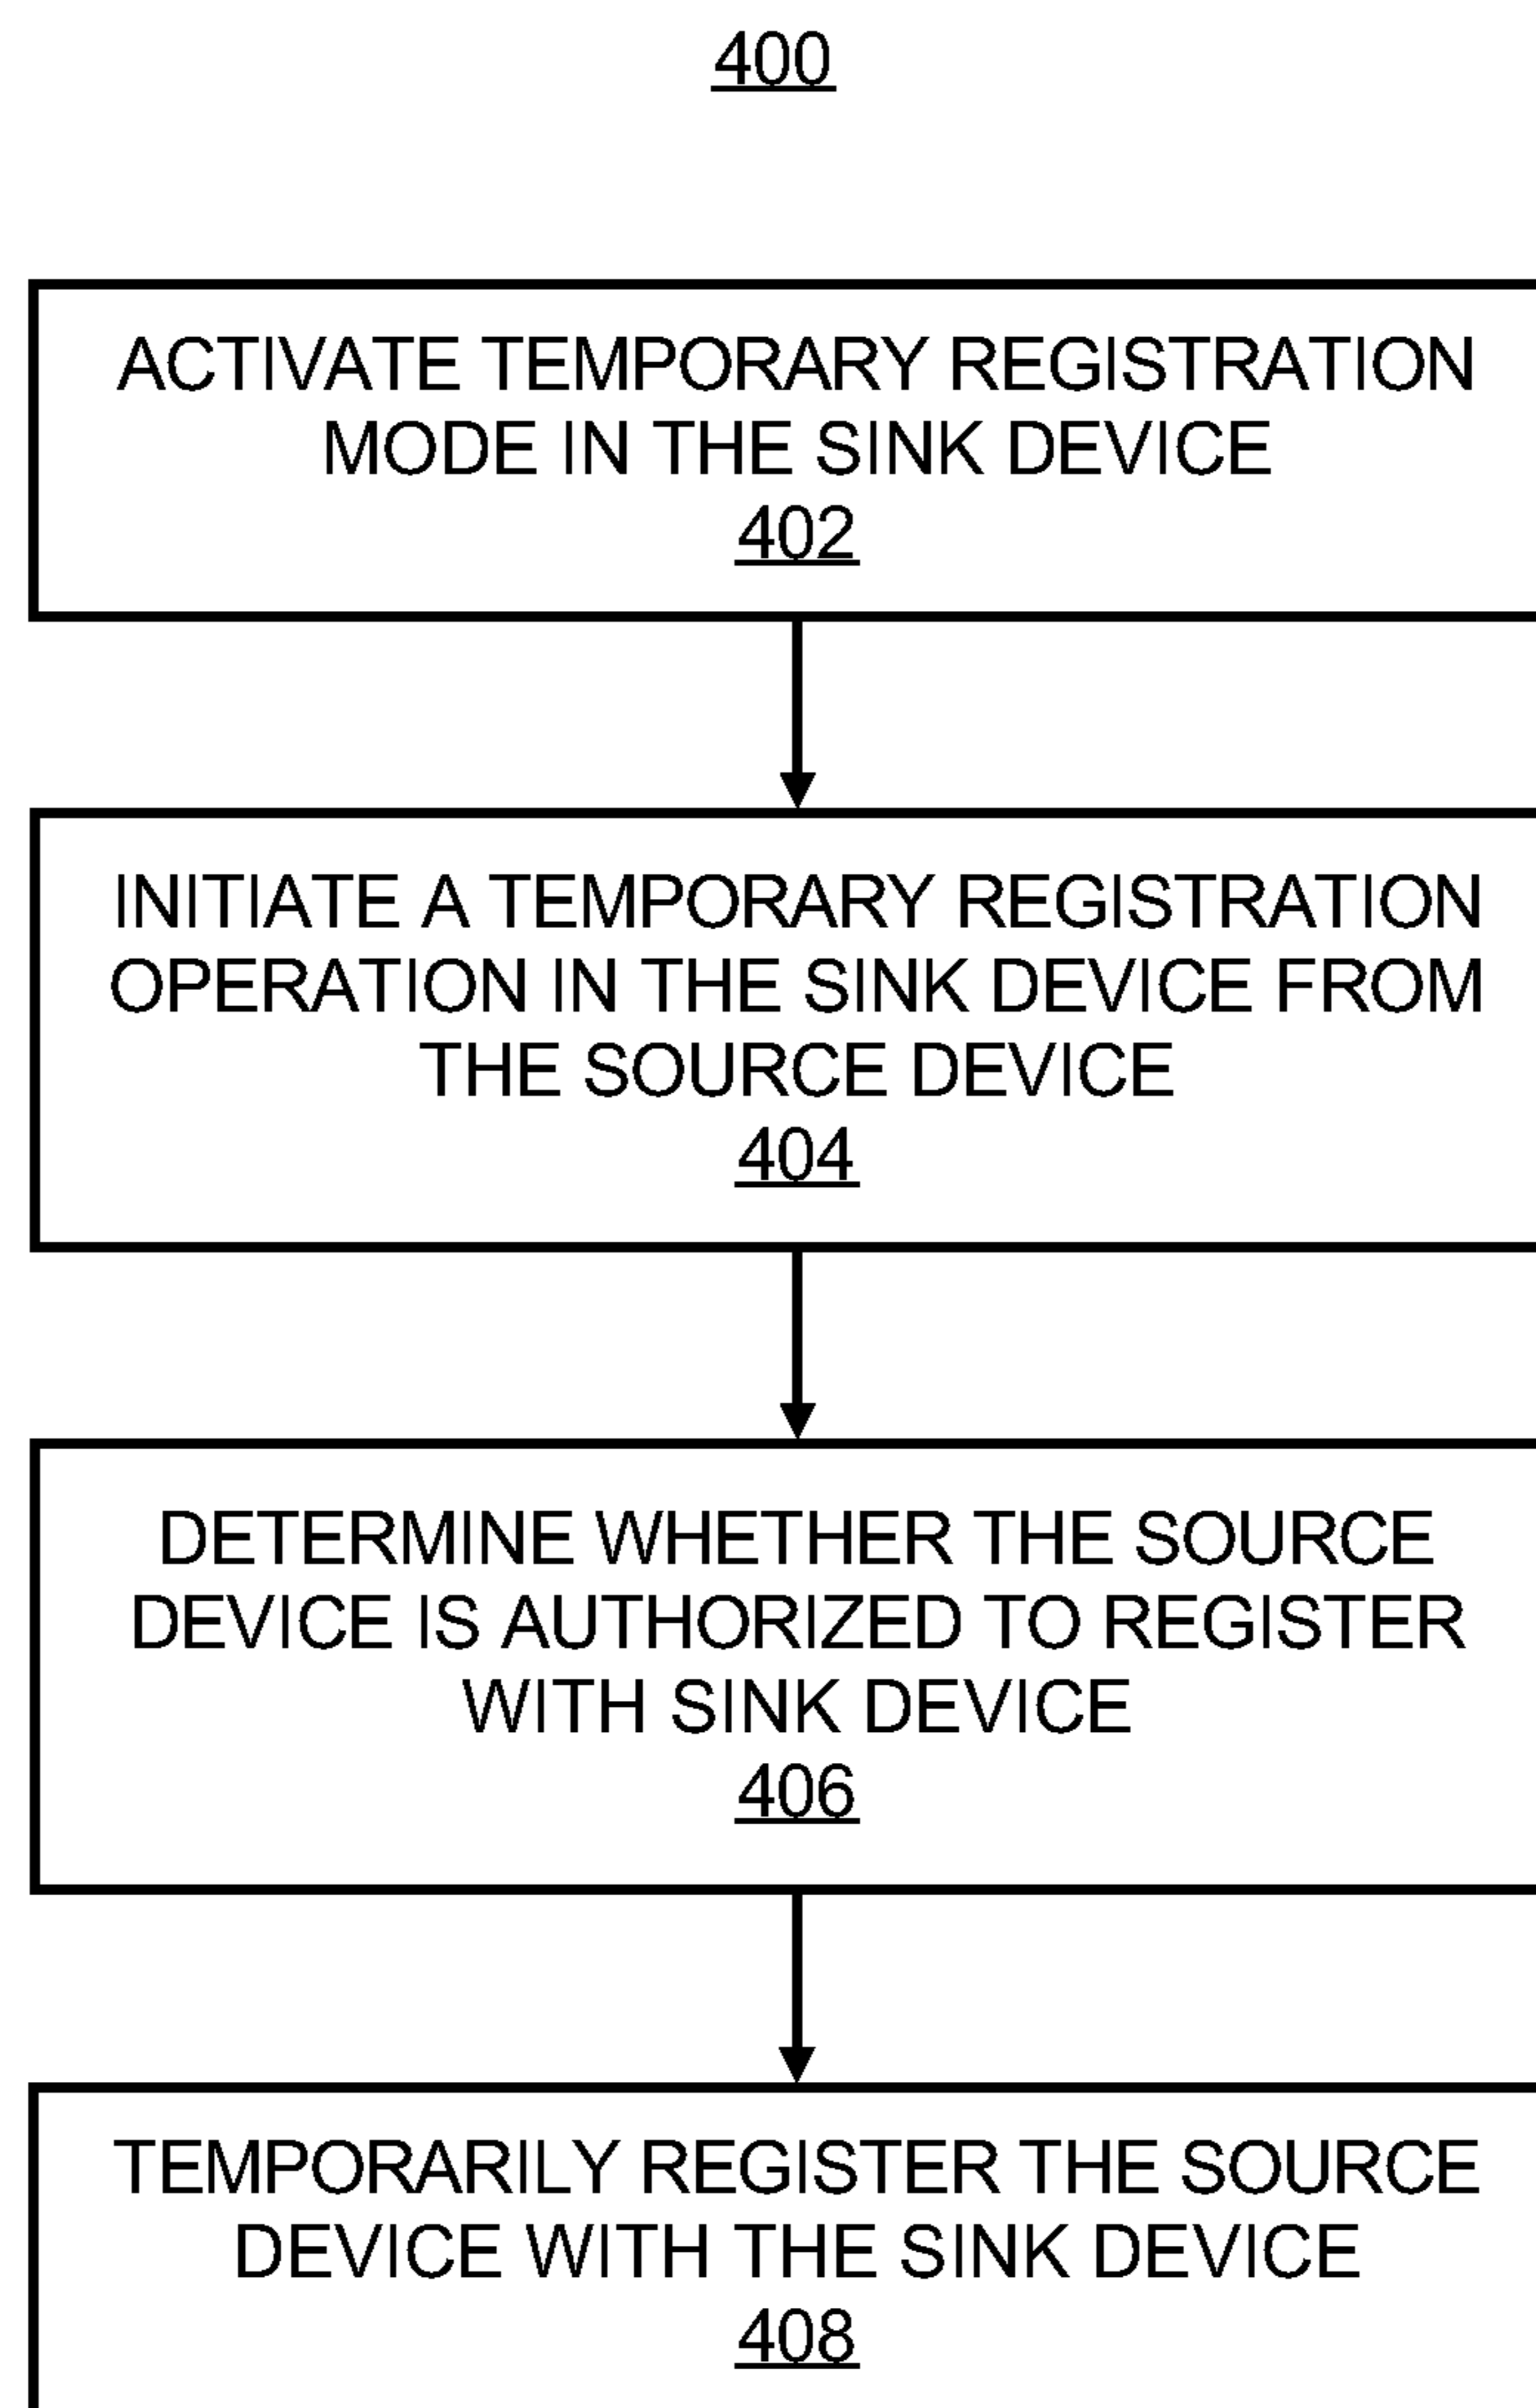 400
ACTIVATE TEMPORARY REGISTRATION
MODE IN THE SINK DEVICE
402
INITIATE A TEMPORARY REGISTRATION
OPERATION IN THE SINK DEVICE FROM
THE SOURCE DEVICE
404
DETERMINE WHETHER THE SOURCE
DEVICE IS AUTHORIZED TO REGISTER
WITH SINK DEVICE
406
TEMPORARILY REGISTER THE SOURCE
DEVICE WITH THE SINK DEVICE
408